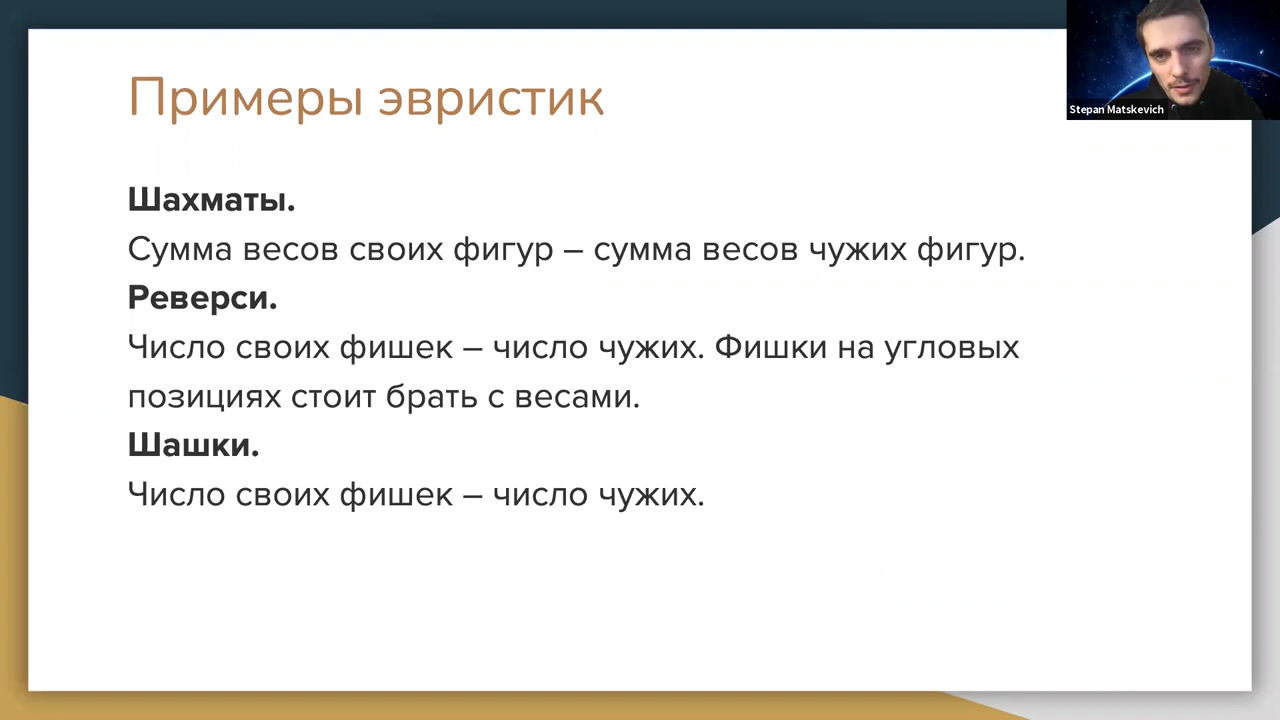 Примеры эвристик
Stepan Matskevich
Шахматы.
Сумма весов своих фигур – сумма весов чужих фигур.
Реверси.
Число своих фишек – число чужих. Фишки на угловых
позициях стоит брать с весами.
Шашки.
Число своих фишек – число чужих.